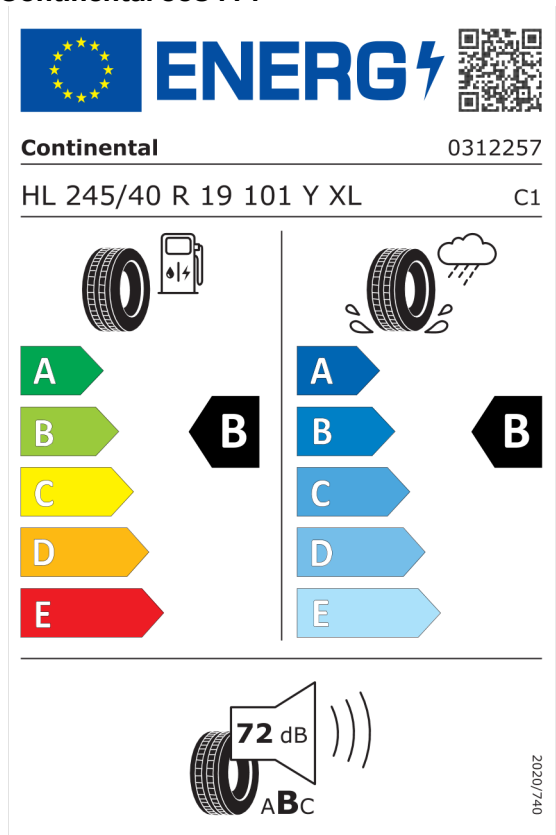 ENERG
Continental 0312257
HL 245/40 R 19 101 Y XL C1
A A
B B B B
C C
D D
E E
72 dB
ABC
2020/740